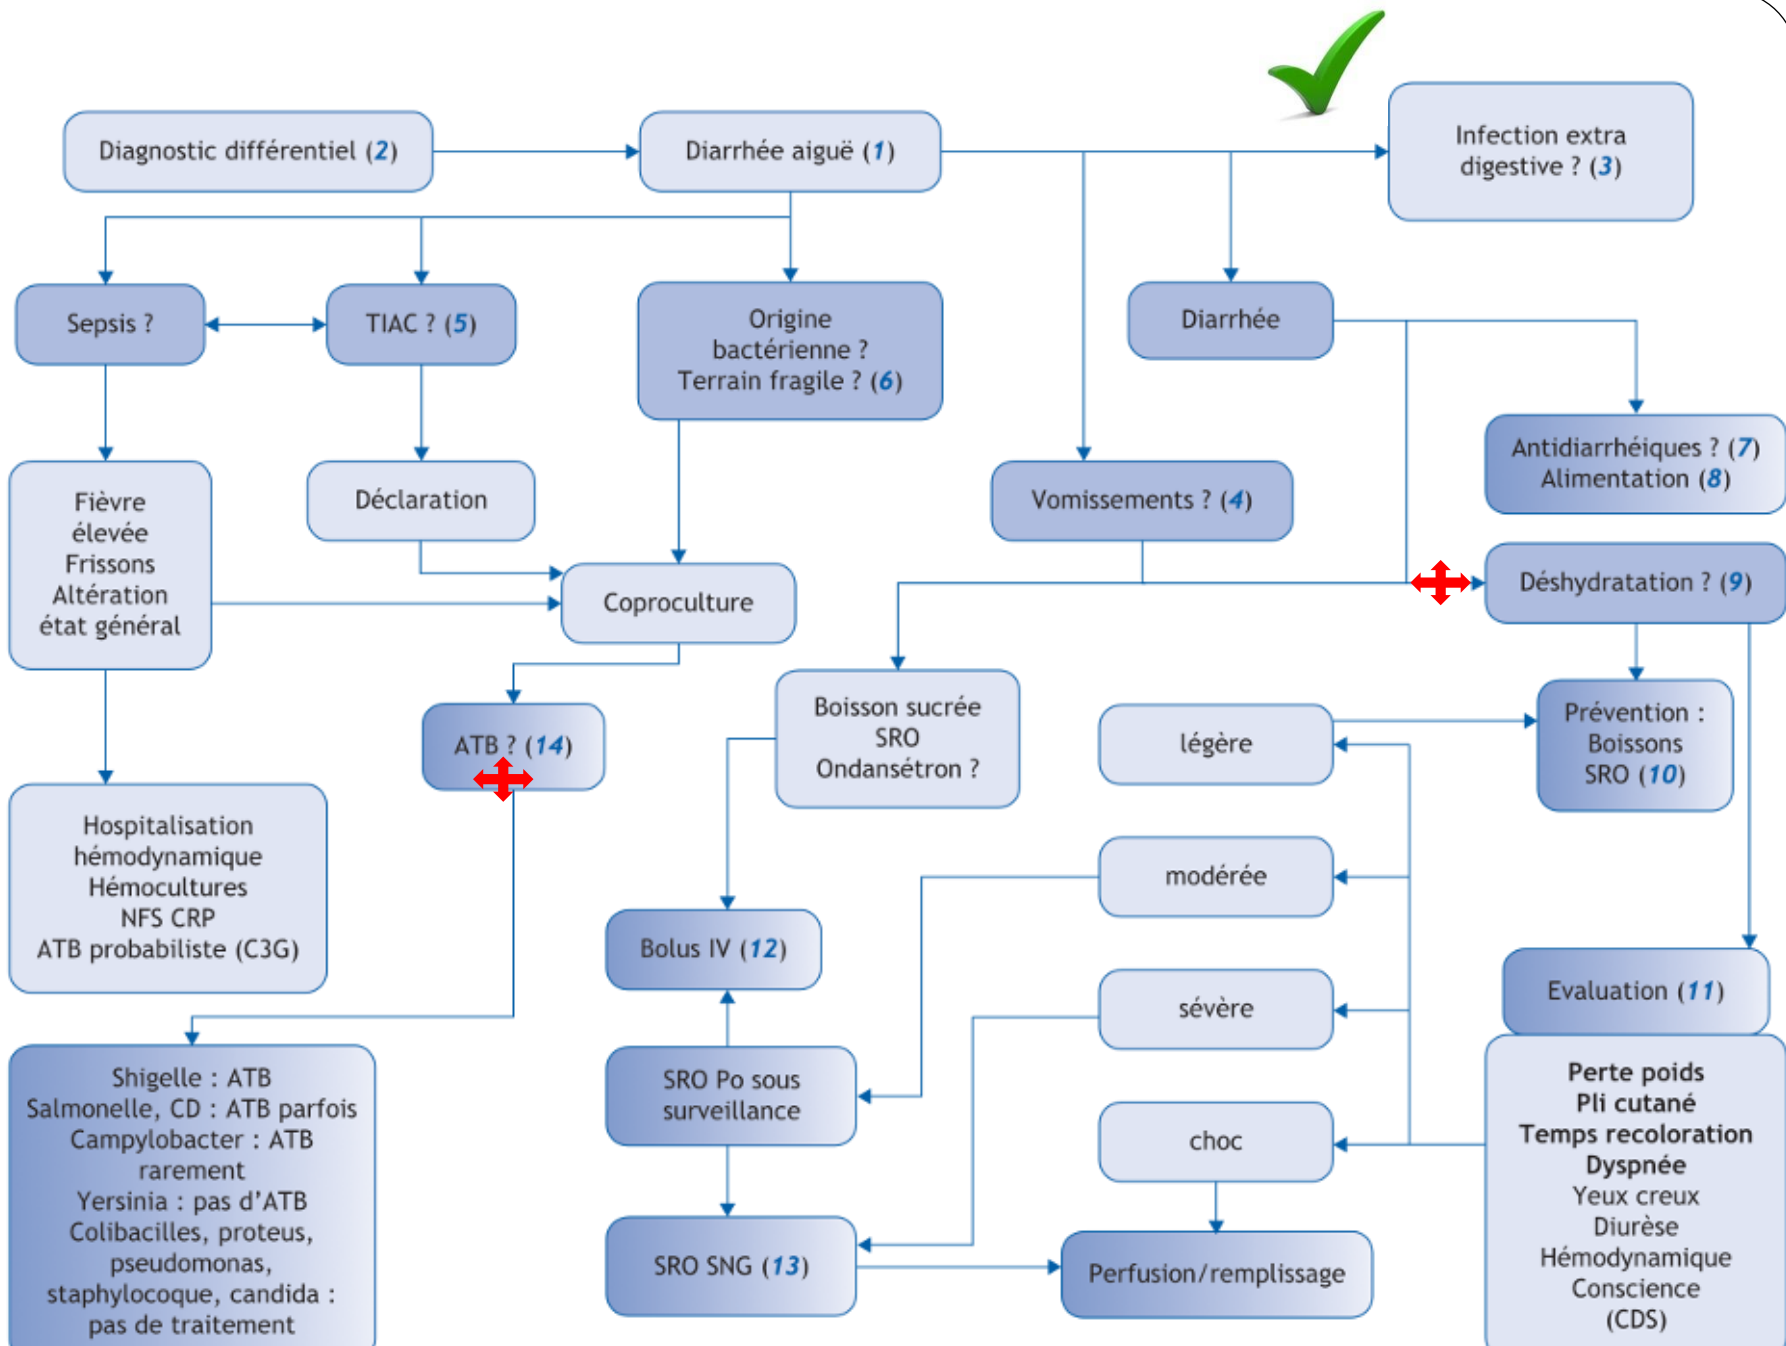 Diagnostic différentiel (2)
Diarrhée aiguë (1)
Infection extra
digestive ? (3)
Sepsis ?
TIAC ? (5)
Origine
bactérienne ?
Terrain fragile ? (6)
Diarrhée
Antidiarrhéiques ? (7)
Alimentation (8)
Fièvre
élevée
Frissons
Altération
état général
Déclaration
Vomissements ? (4)
Coproculture
Déshydratation ? (9)
ATB ? (14)
Boisson sucrée
SRO
Ondansétron ?
légère
Prévention :
Boissons
SRO (10)
Hospitalisation
hémodynamique
Hémocultures
NFS CRP
ATB probabiliste (C3G)
modérée
Bolus IV (12)
sévère
Evaluation (11)
Shigelle : ATB
Salmonelle, CD : ATB parfois
Campylobacter : ATB
rarement
Yersinia : pas d'ATB
Colibacilles, proteus,
pseudomonas,
staphylocoque, candida :
pas de traitement
SRO Po sous
surveillance
choc
Perte poids
Pli cutané
Temps recoloration
Dyspnée
Yeux creux
Diurèse
Hémodynamique
Conscience
(CDS)
SRO SNG (13)
Perfusion/remplissage